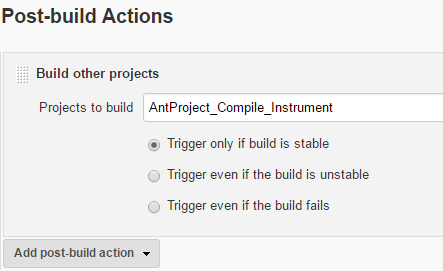 Post-build Actions
Build other projects
Projects to build AntProject_Compile_Instrument
Trigger only if build is stable
Trigger even if the build is unstable
Trigger even if the build fails
Add post-build action